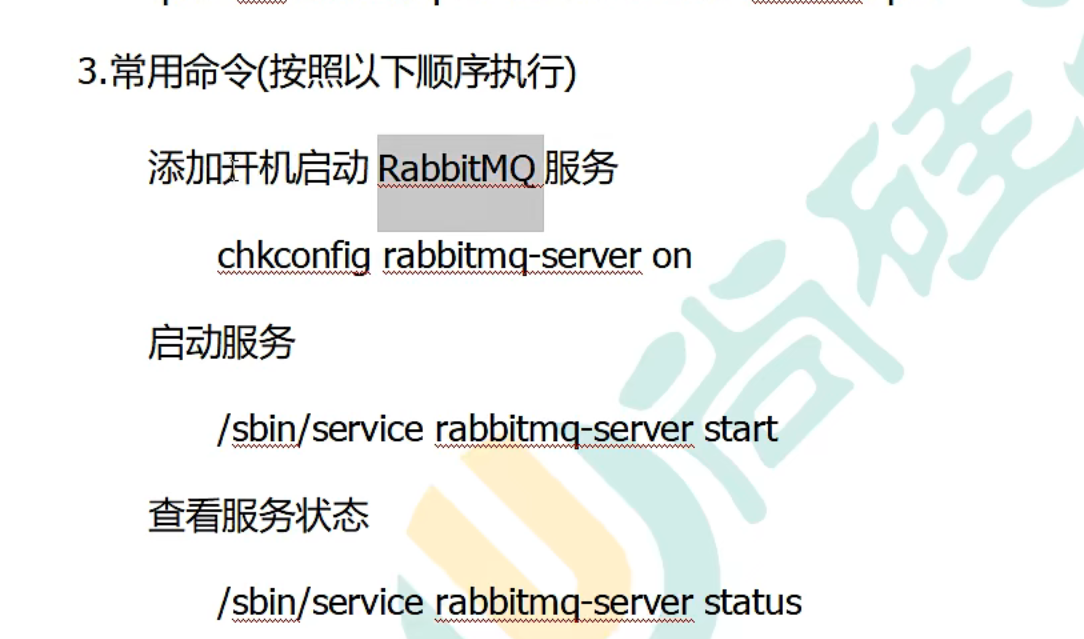 3.常用命令(按照以下顺序执行)
添加开机启动 RabbitMQ 服务
chkconfig rabbitmq-server on
启动服务
/sbin/service rabbitmq-server start
查看服务状态
/sbin/service rabbitmq-server status
尚硅